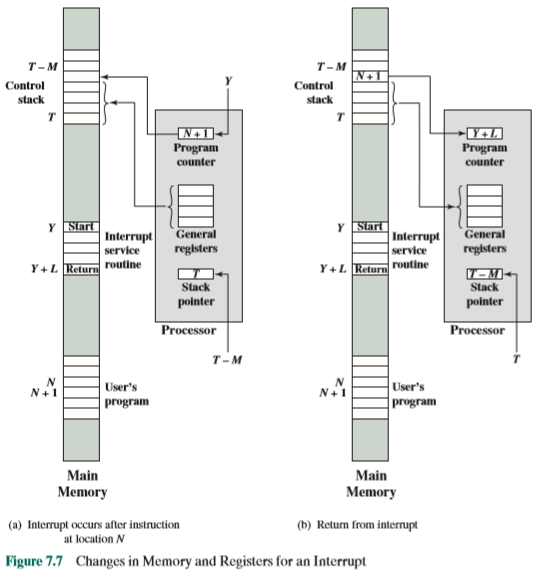 T – M
Control
stack
T
Y
N + 1
Program
counter
General
registers
T
Stack
pointer
Processor
T – M
Y
Start
Interrupt
service
routine
Y + L
Return
N
N + 1
User's
program
Main
Memory
(a) Interrupt occurs after instruction
at location N
T – M
N + 1
Control
stack
T
Y + L
Program
counter
General
registers
T – M
Stack
pointer
Processor
T
Y
Start
Interrupt
service
routine
Y + L
Return
N
N + 1
User's
program
Main
Memory
(b) Return from interrupt
Figure 7.7 Changes in Memory and Registers for an Interrupt